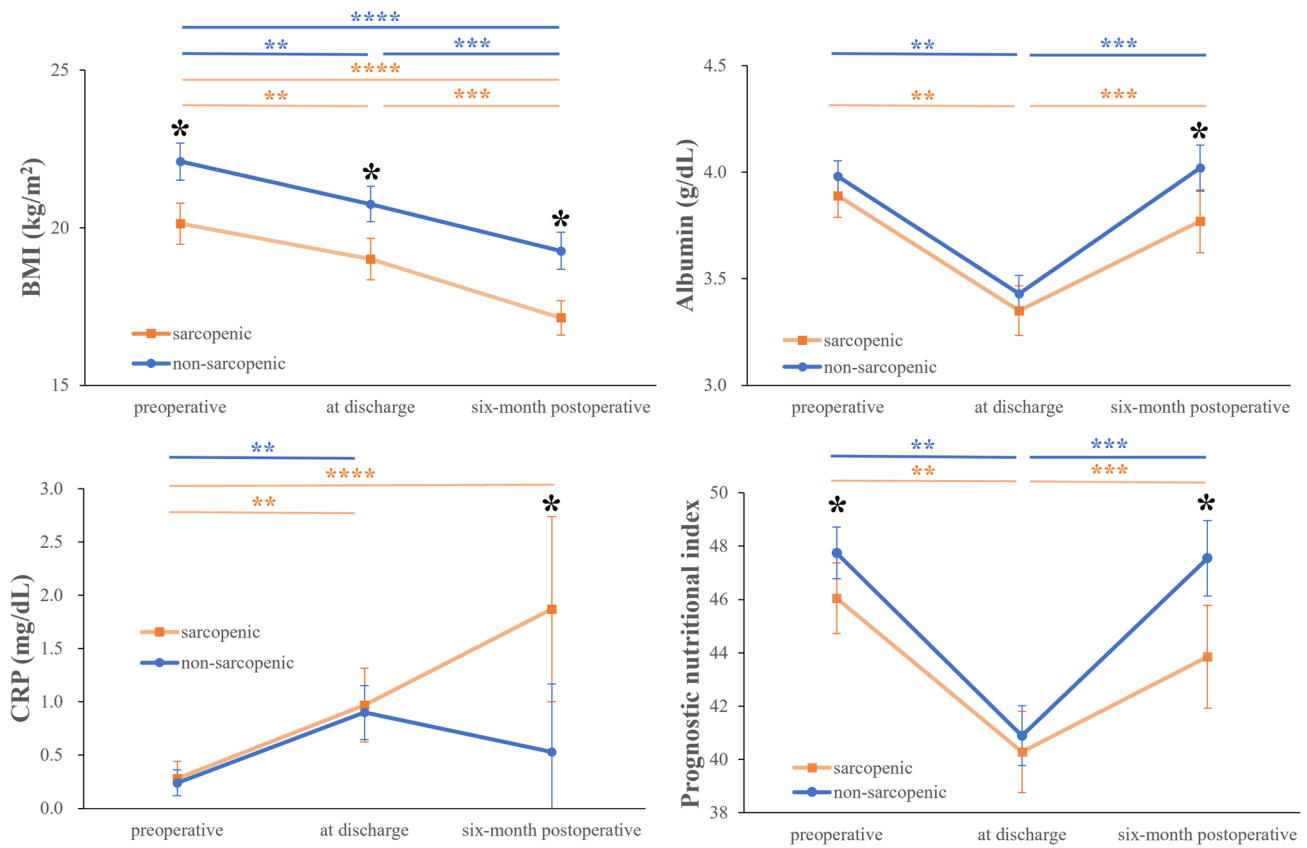 ****
**
***
****
**
***
25
20
15
BMI (kg/m²)
*
*
*
sarcopenic
non-sarcopenic
preoperative
at discharge
six-month postoperative
**
***
**
***
4.5
4.0
3.5
3.0
Albumin (g/dL)
*
sarcopenic
non-sarcopenic
preoperative
at discharge
six-month postoperative
**
****
**
3.0
2.5
2.0
1.5
1.0
0.5
0.0
CRP (mg/dL)
*
sarcopenic
non-sarcopenic
preoperative
at discharge
six-month postoperative
**
***
**
***
50
48
46
44
42
40
38
Prognostic nutritional index
*
*
sarcopenic
non-sarcopenic
preoperative
at discharge
six-month postoperative